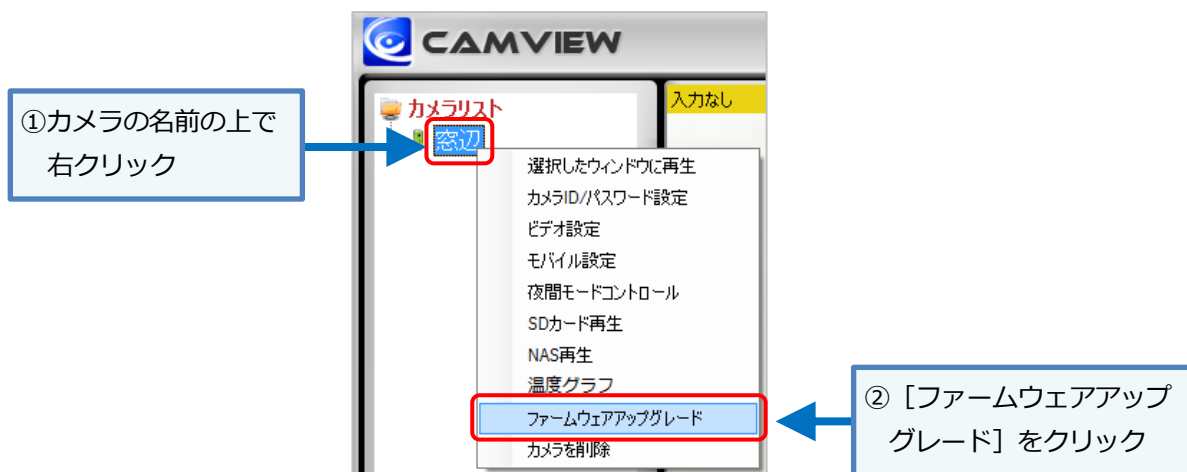 CAMVIEW
①カメラの名前の上で
右クリック
カメラリスト
窓辺
入力なし
選択したウィンドウに再生
カメラID/パスワード設定
ビデオ設定
モバイル設定
夜間モードコントロール
SDカード再生
NAS再生
温度グラフ
ファームウェアアップグレード
カメラを削除
②［ファームウェアアップ
グレード］をクリック